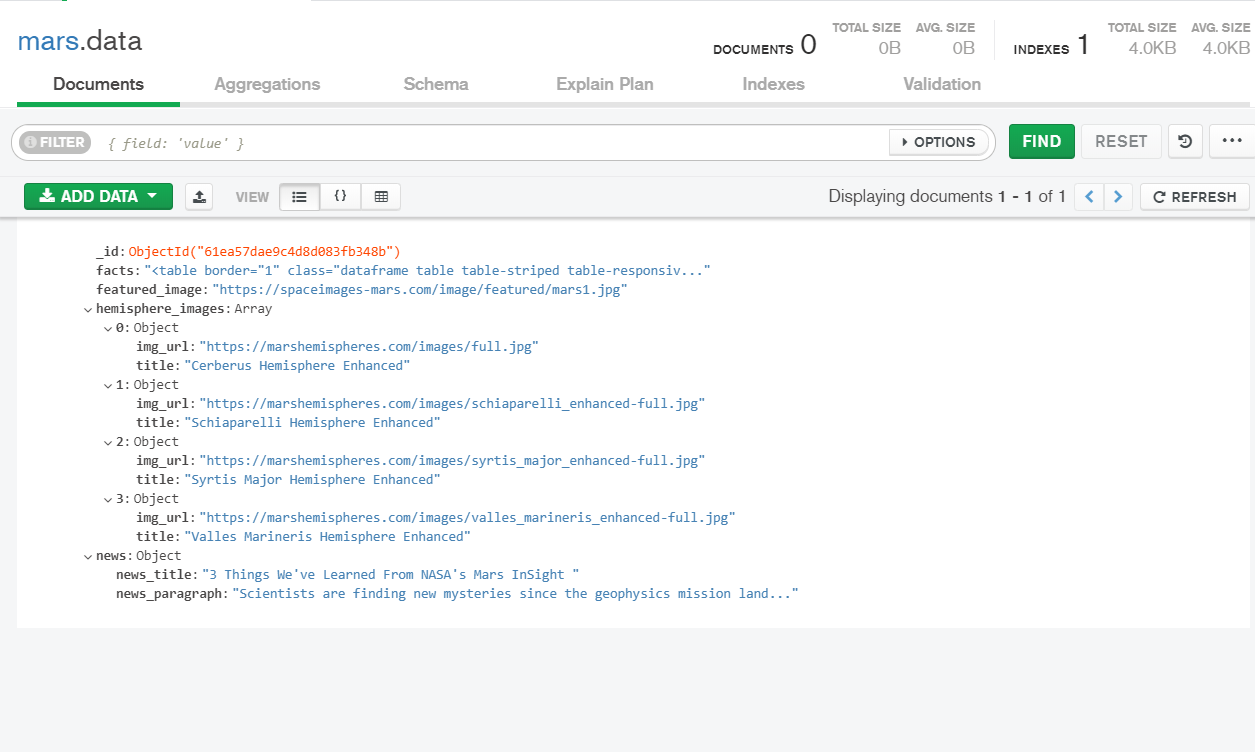 mars.data
DOCUMENTS 0 TOTAL SIZE 0B AVG. SIZE 0B INDEXES 1 TOTAL SIZE 4.0KB AVG. SIZE 4.0KB
Documents Aggregations Schema Explain Plan Indexes Validation
FILTER { field: 'value' } OPTIONS FIND RESET ...
ADD DATA VIEW {} Displaying documents 1 - 1 of 1 REFRESH
_id: ObjectId("61ea57dae9c4d8d083fb348b")
facts: "<table border="1" class="dataframe table table-striped table-responsiv..."
featured_image: "https://spaceimages-mars.com/image/featured/mars1.jpg"
hemisphere_images: Array
0: Object
img_url: "https://marshemispheres.com/images/full.jpg"
title: "Cerberus Hemisphere Enhanced"
1: Object
img_url: "https://marshemispheres.com/images/schiaparelli_enhanced-full.jpg"
title: "Schiaparelli Hemisphere Enhanced"
2: Object
img_url: "https://marshemispheres.com/images/syrtis_major_enhanced-full.jpg"
title: "Syrtis Major Hemisphere Enhanced"
3: Object
img_url: "https://marshemispheres.com/images/valles_marineris_enhanced-full.jpg"
title: "Valles Marineris Hemisphere Enhanced"
news: Object
news_title: "3 Things We've Learned From NASA's Mars InSight "
news_paragraph: "Scientists are finding new mysteries since the geophysics mission land..."